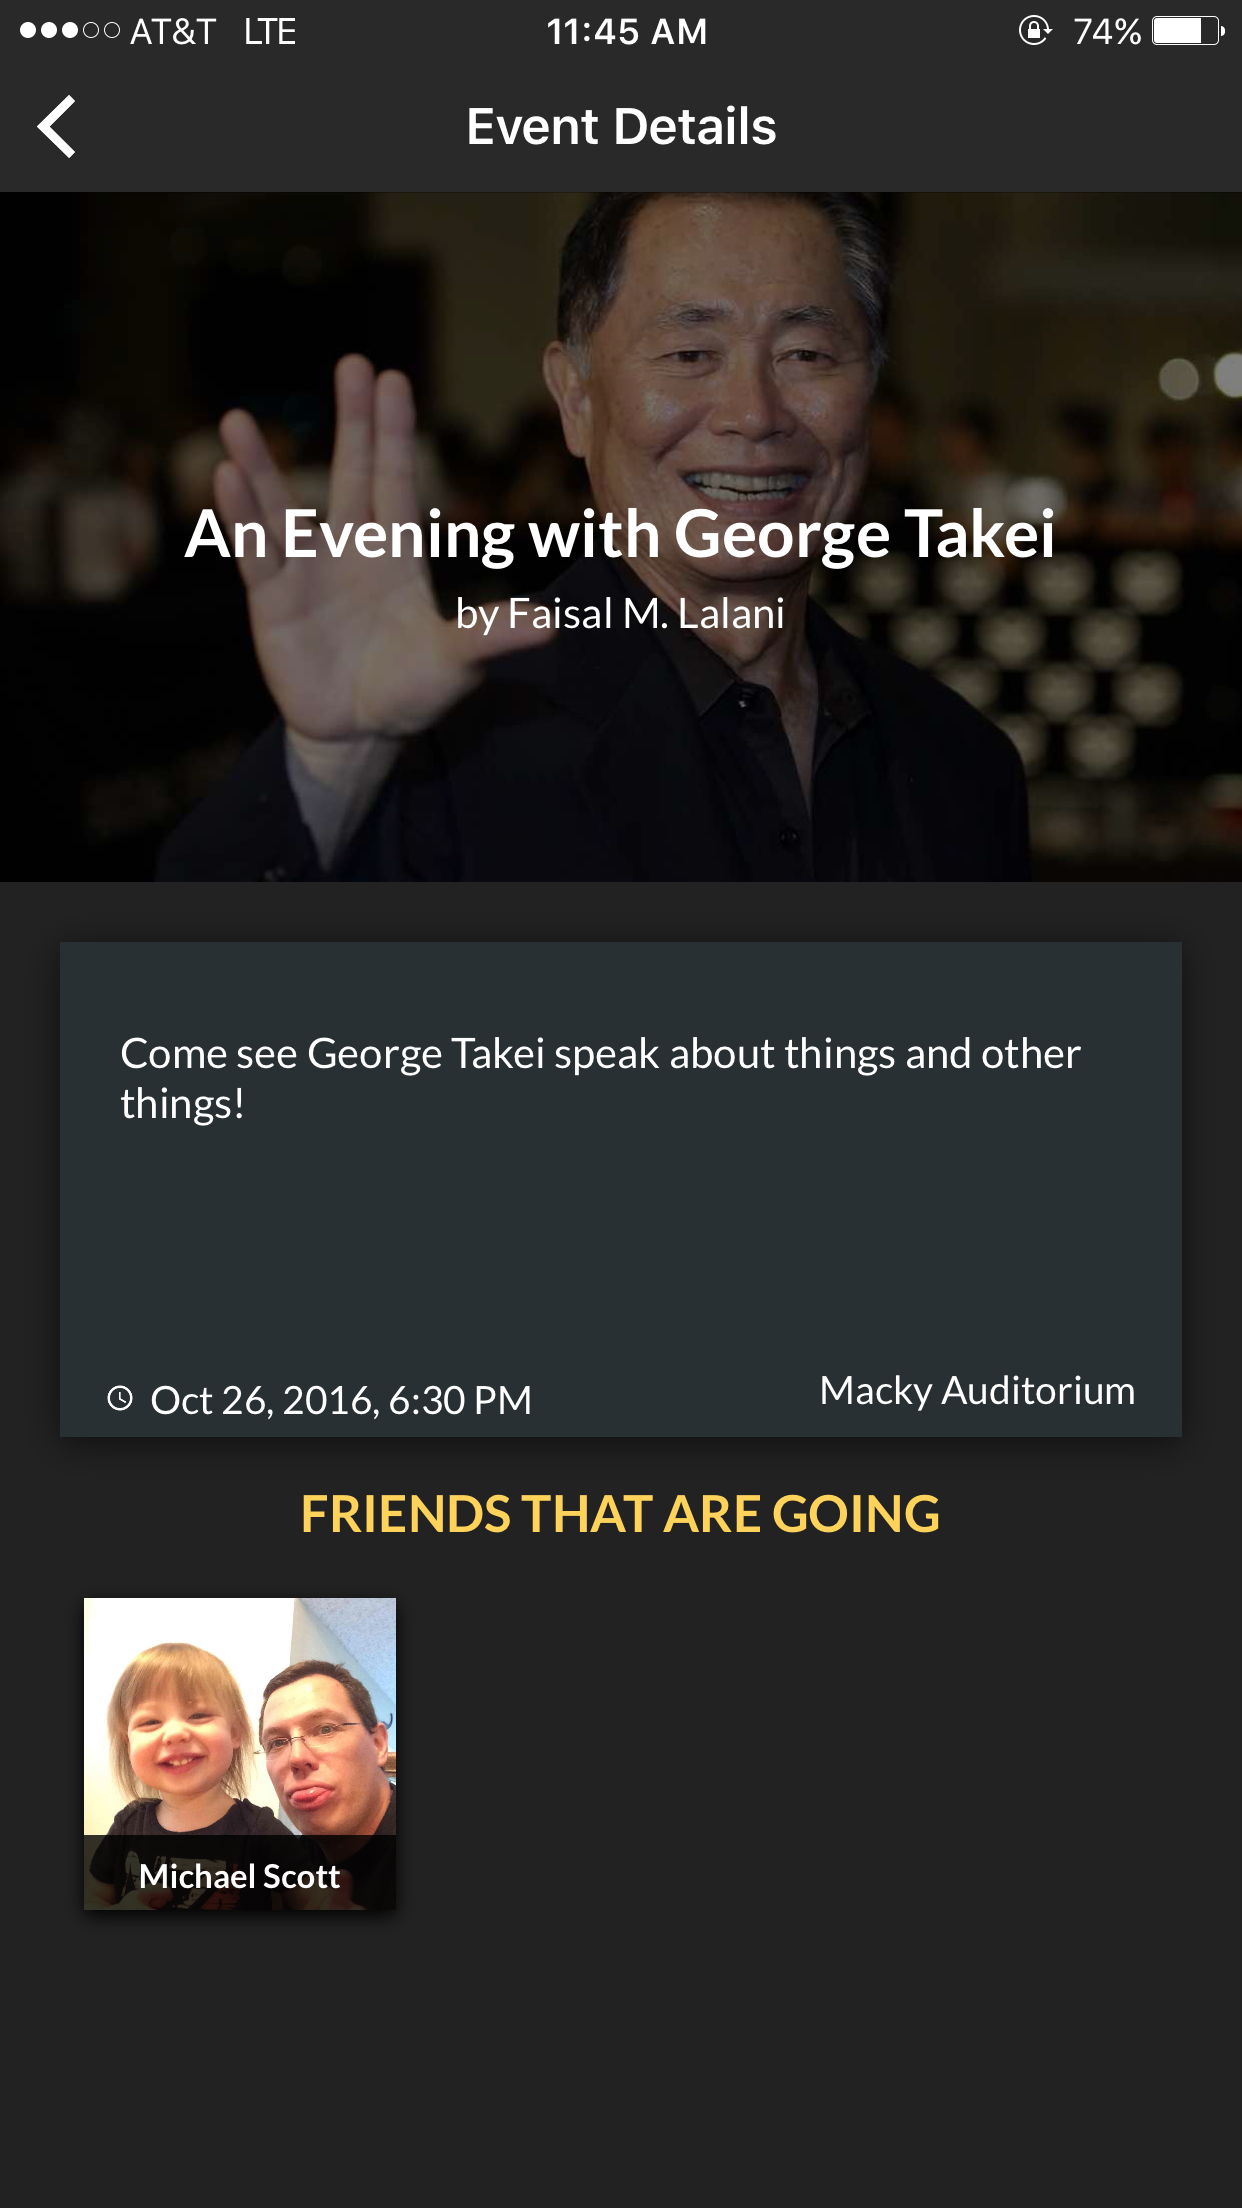 AT&T LTE 11:45 AM 74%
Event Details
An Evening with George Takei
by Faisal M. Lalani
Come see George Takei speak about things and other
things!
Oct 26, 2016, 6:30 PM
Macky Auditorium
FRIENDS THAT ARE GOING
Michael Scott